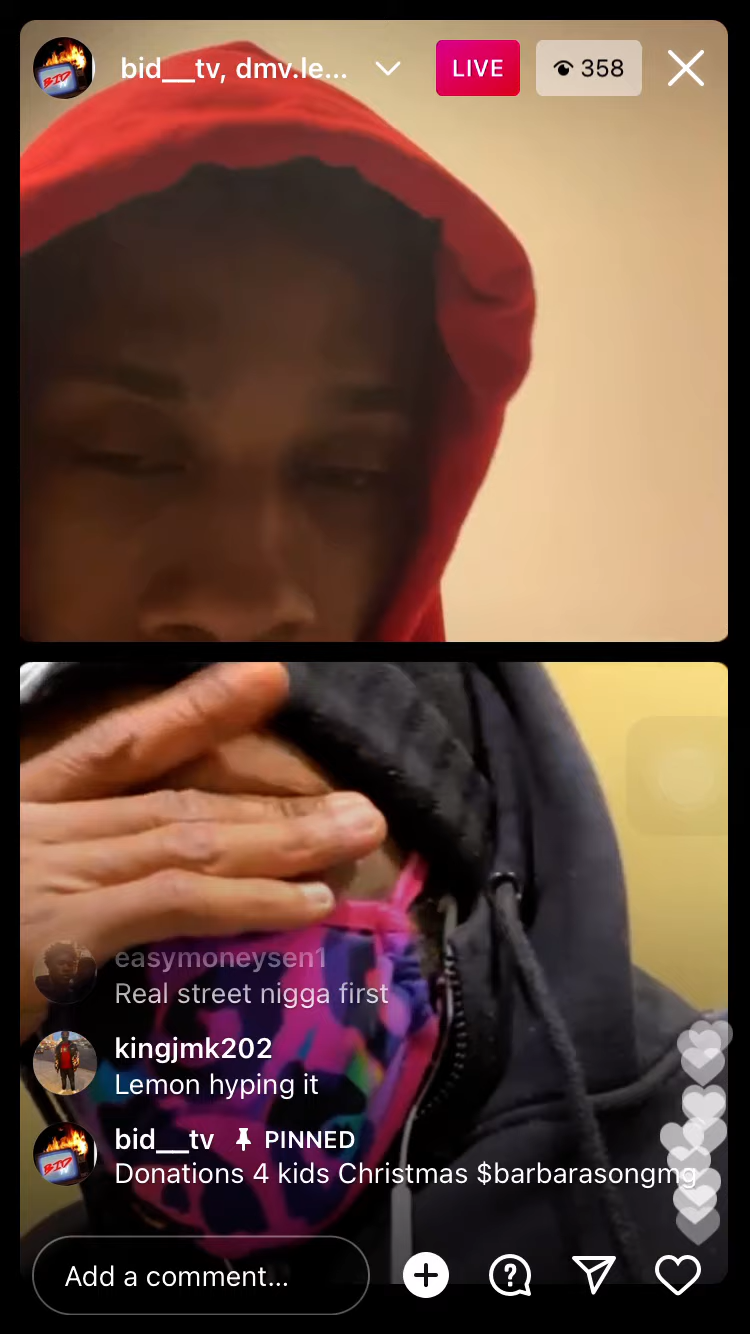 bid__tv, dmv.le...
LIVE
358
easymoneysen1
Real street nigga first
kingjmk202
Lemon hyping it
bid__tv PINNED
Donations 4 kids Christmas $barbarasongmg
Add a comment...